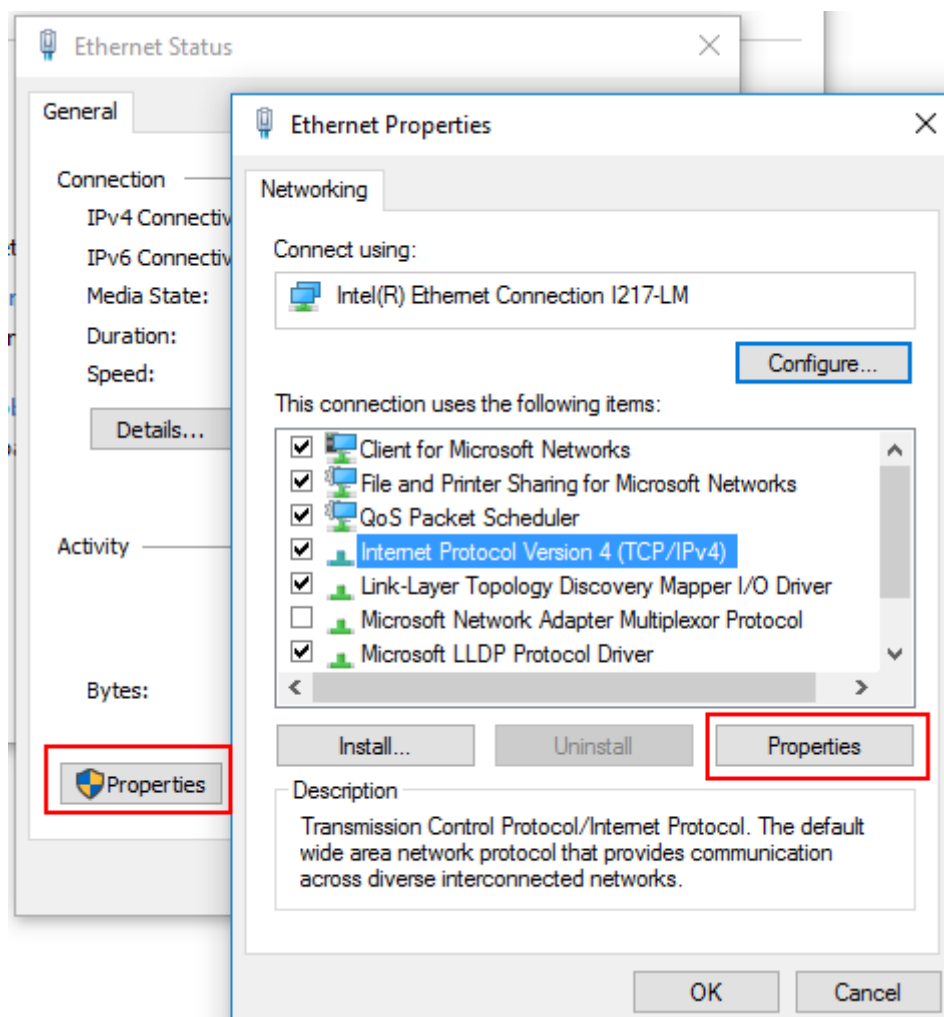 Ethernet Status
General
Connection
IPv4 Connectiv
IPv6 Connectiv
Media State:
Duration:
Speed:
Details...
Activity
Bytes:
Properties
Ethernet Properties
Networking
Connect using:
Intel(R) Ethernet Connection I217-LM
Configure...
This connection uses the following items:
Client for Microsoft Networks
File and Printer Sharing for Microsoft Networks
QoS Packet Scheduler
Internet Protocol Version 4 (TCP/IPv4)
Link-Layer Topology Discovery Mapper I/O Driver
Microsoft Network Adapter Multiplexor Protocol
Microsoft LLDP Protocol Driver
Install...
Uninstall
Properties
Description
Transmission Control Protocol/Internet Protocol. The default
wide area network protocol that provides communication
across diverse interconnected networks.
OK
Cancel